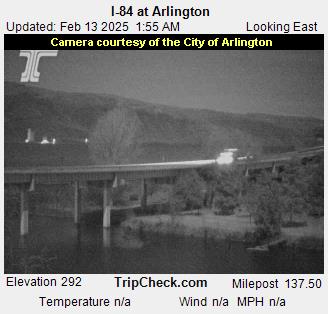 I-84 at Arlington
Updated: Feb 13 2025 1:55 AM Looking East
Camera courtesy of the City of Arlington
Elevation 292 TripCheck.com Milepost 137.50
Temperature n/a Wind n/a MPH n/a